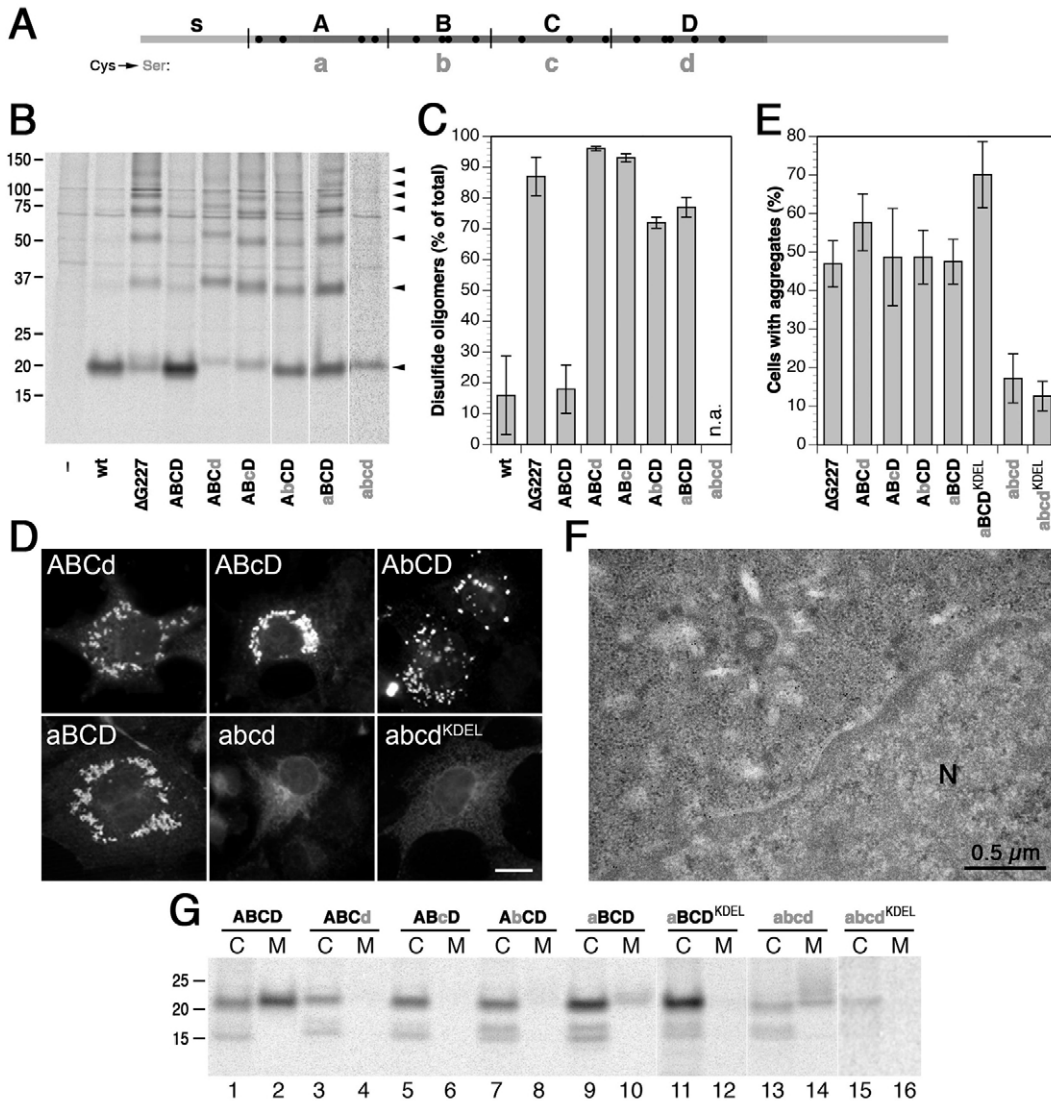 A
s A B C D
Cys → Ser: a b c d
B
150
100
75
50
37
25
20
15
– wt ΔG227 ABCD ABCd ABcD AbCD aBCD abcd
C
Disulfide oligomers (% of total)
100
90
80
70
60
50
40
30
20
10
0
n.a.
wt ΔG227 ABCD ABCd ABcD AbCD aBCD abcd
E
Cells with aggregates (%)
80
70
60
50
40
30
20
10
0
ΔG227 ABCd ABcD AbCD aBCD aBCD^KDEL abcd abcd^KDEL
D
ABCd ABcD AbCD
aBCD abcd abcd^KDEL
F
N
0.5 µm
G
ABCD ABCd ABcD AbCD aBCD aBCD^KDEL abcd abcd^KDEL
C M C M C M C M C M C M C M C M
25
20
15
1 2 3 4 5 6 7 8 9 10 11 12 13 14 15 16